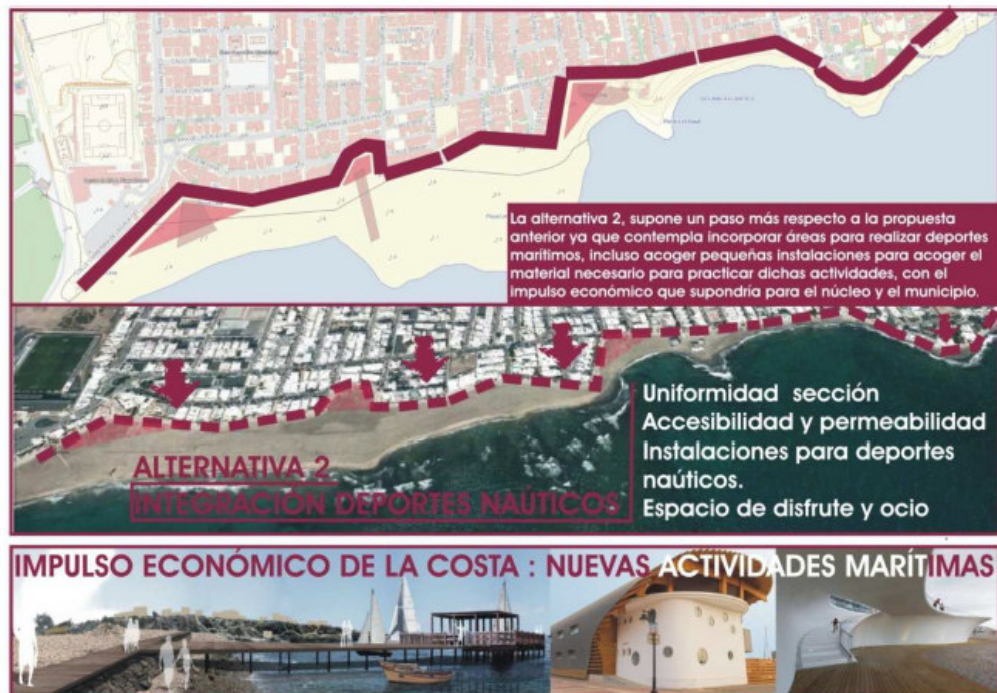 La alternativa 2, supone un paso más respecto a la propuesta
anterior ya que contempla incorporar áreas para realizar deportes
marítimos, incluso acoger pequeñas instalaciones para acoger el
material necesario para practicar dichas actividades, con el
impulso económico que supondría para el núcleo y el municipio.
Uniformidad sección
Accesibilidad y permeabilidad
Instalaciones para deportes
naúticos.
Espacio de disfrute y ocio
ALTERNATIVA 2
INTEGRACIÓN DEPORTES NAÚTICOS
IMPULSO ECONÓMICO DE LA COSTA : NUEVAS ACTIVIDADES MARÍTIMAS